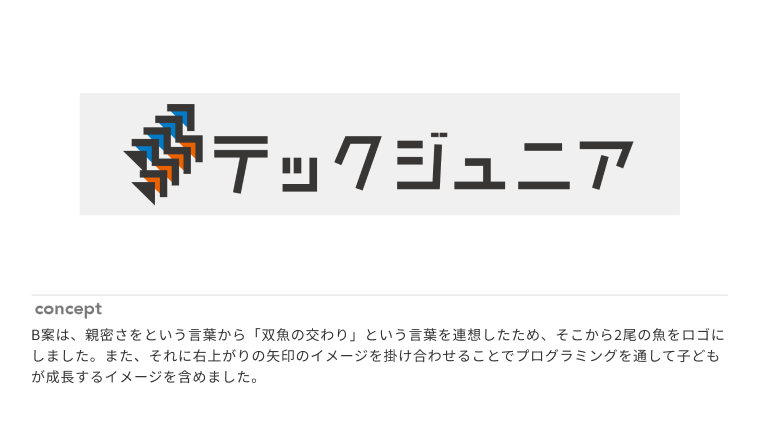 テックジュニア
concept
B案は、親密さをという言葉から「双魚の交わり」という言葉を連想したため、そこから2尾の魚をロゴに
しました。また、それに右上がりの矢印のイメージを掛け合わせることでプログラミングを通して子ども
が成長するイメージを含めました。